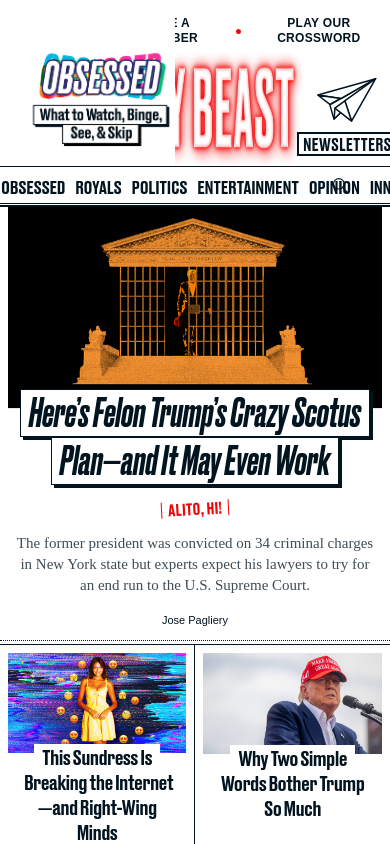 E A
BER
PLAY OUR
CROSSWORD
OBSESSED
What to Watch, Binge,
See, & Skip
Y BEAST
NEWSLETTERS
OBSESSED ROYALS POLITICS ENTERTAINMENT OPINION INN
Here's Felon Trump's Crazy Scotus
Plan—and It May Even Work
ALITO, HI!
The former president was convicted on 34 criminal charges
in New York state but experts expect his lawyers to try for
an end run to the U.S. Supreme Court.
Jose Pagliery
This Sundress Is
Breaking the Internet
—and Right-Wing
Minds
Why Two Simple
Words Bother Trump
So Much